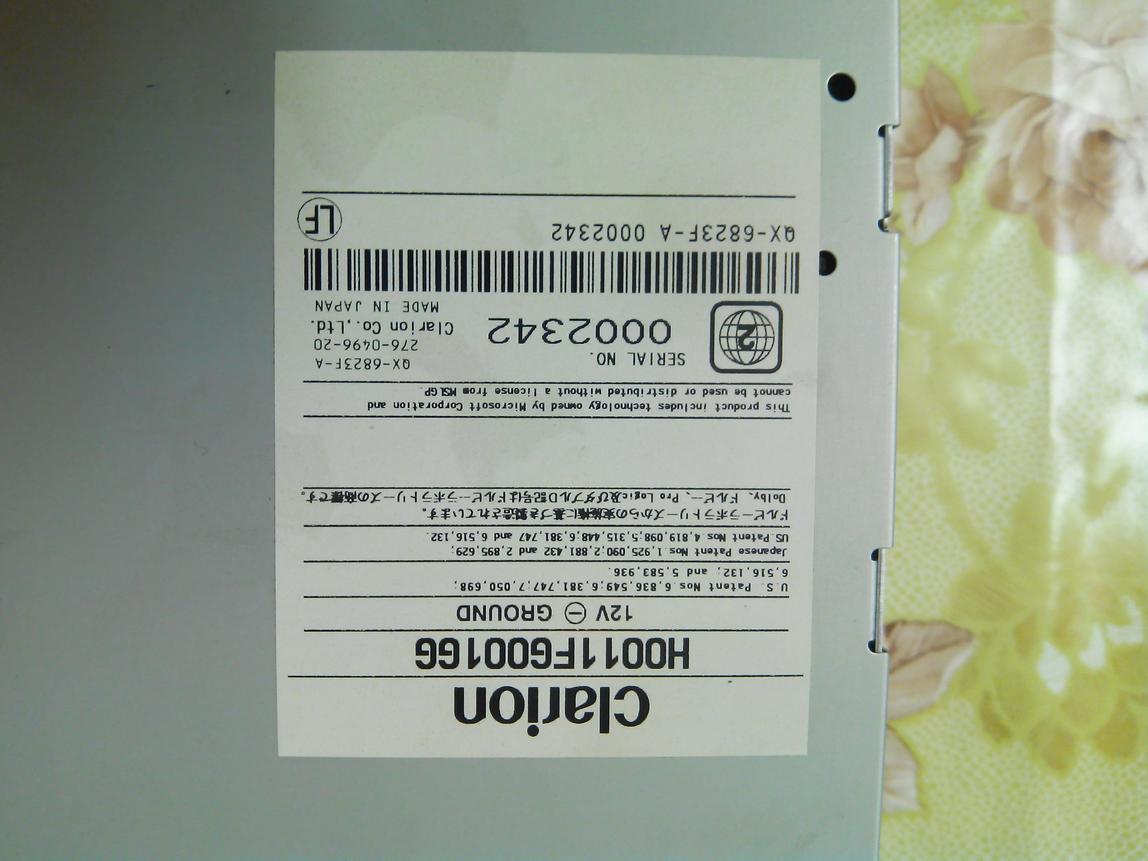 clarion
H0011FG001GG
12V ⊖ GROUND
U.S. Patent Nos 6,836,549;6,381,747;7,050,698;
6,516,132; and 5,583,936.
Japanese Patent Nos 1,925,090;2,881,432 and 2,895,629;
US Patent Nos 4,819,098;5,315,448;6,381,747 and 6,516,132.
ドルビーラボラトリーズからの実施権に基づき製造されています。
Dolby、ドルビー、Pro Logic及びダブルD記号はドルビーラボラトリーズの商標です。
This product includes technology owned by Microsoft Corporation and
cannot be used or distributed without a license from MSLGP
2
SERIAL NO.
0002342
QX-6823F-A
276-0496-20
Clarion Co.,Ltd.
MADE IN JAPAN
QX-6823F-A 0002342
LF